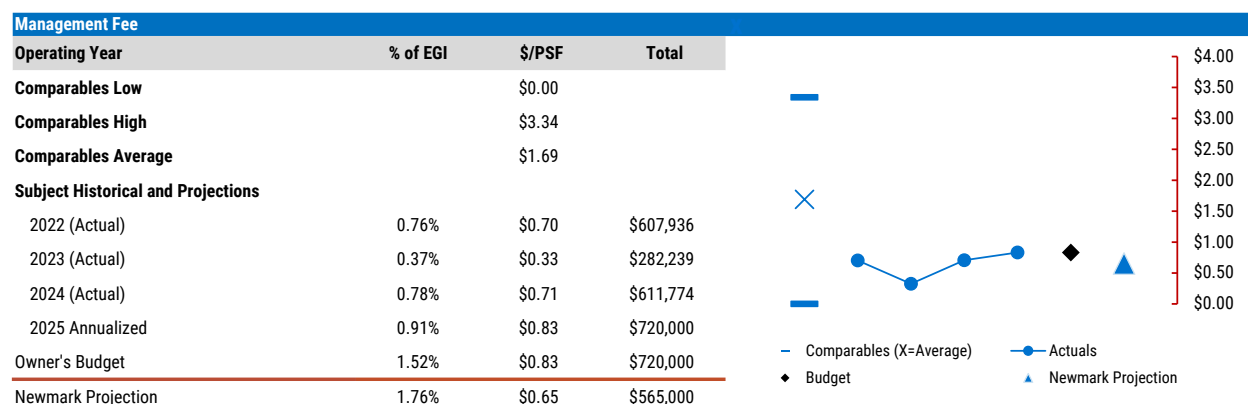 Management Fee
Operating Year % of EGI $/PSF Total
Comparables Low $0.00
Comparables High $3.34
Comparables Average $1.69
Subject Historical and Projections
2022 (Actual) 0.76% $0.70 $607,936
2023 (Actual) 0.37% $0.33 $282,239
2024 (Actual) 0.78% $0.71 $611,774
2025 Annualized 0.91% $0.83 $720,000
Owner's Budget 1.52% $0.83 $720,000
Newmark Projection 1.76% $0.65 $565,000
$4.00
$3.50
$3.00
$2.50
$2.00
$1.50
$1.00
$0.50
$0.00
Comparables (X=Average) Actuals
Budget Newmark Projection